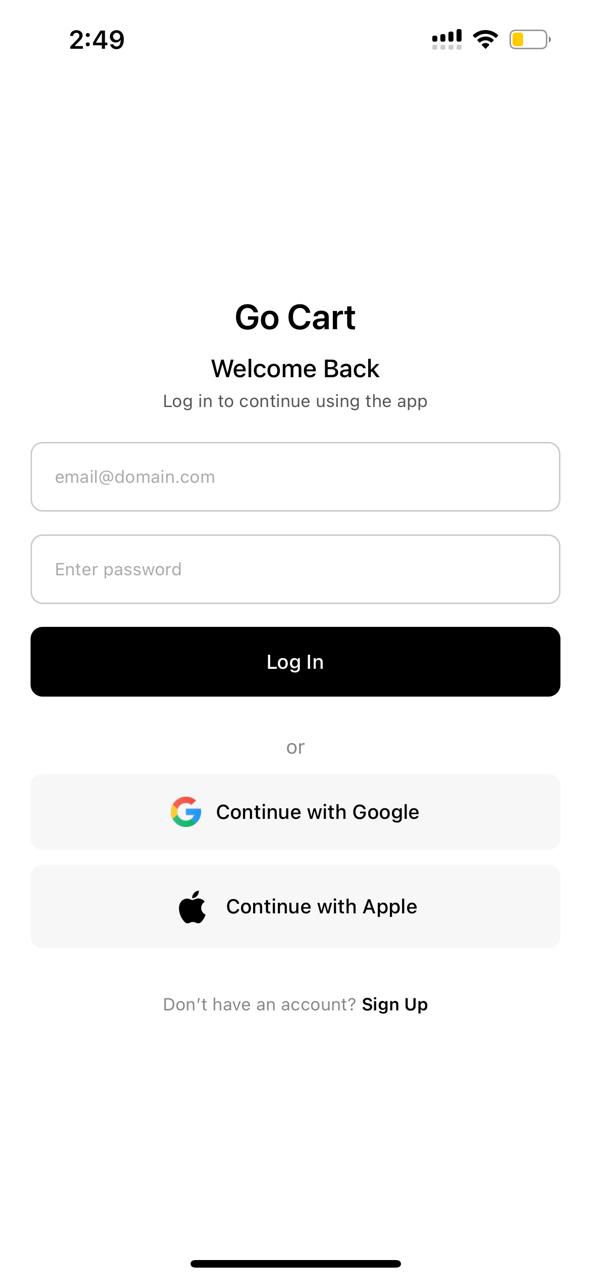 2:49
Go Cart
Welcome Back
Log in to continue using the app
email@domain.com
Enter password
Log In
or
Continue with Google
Continue with Apple
Don’t have an account? Sign Up